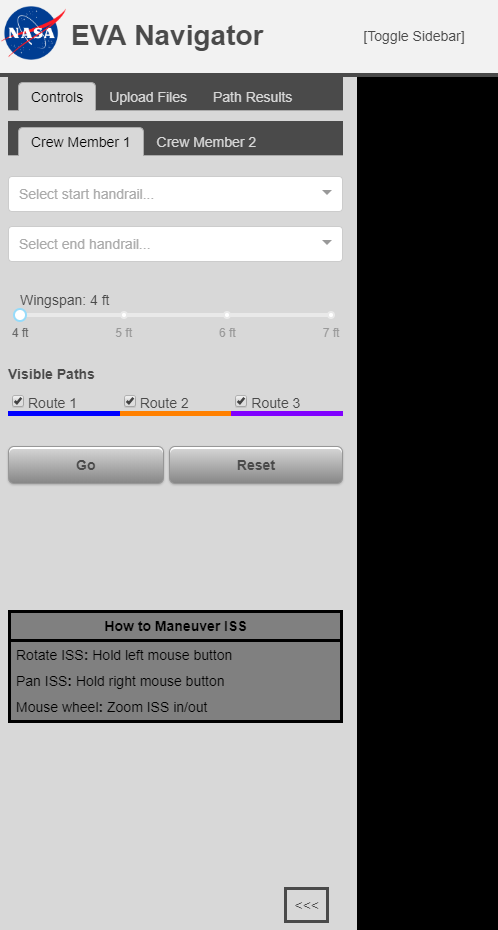 NASA EVA Navigator [Toggle Sidebar]
Controls Upload Files Path Results
Crew Member 1 Crew Member 2
Select start handrail...
Select end handrail...
Wingspan: 4 ft
4 ft 5 ft 6 ft 7 ft
Visible Paths
Route 1 Route 2 Route 3
Go Reset
How to Maneuver ISS
Rotate ISS: Hold left mouse button
Pan ISS: Hold right mouse button
Mouse wheel: Zoom ISS in/out
<<<